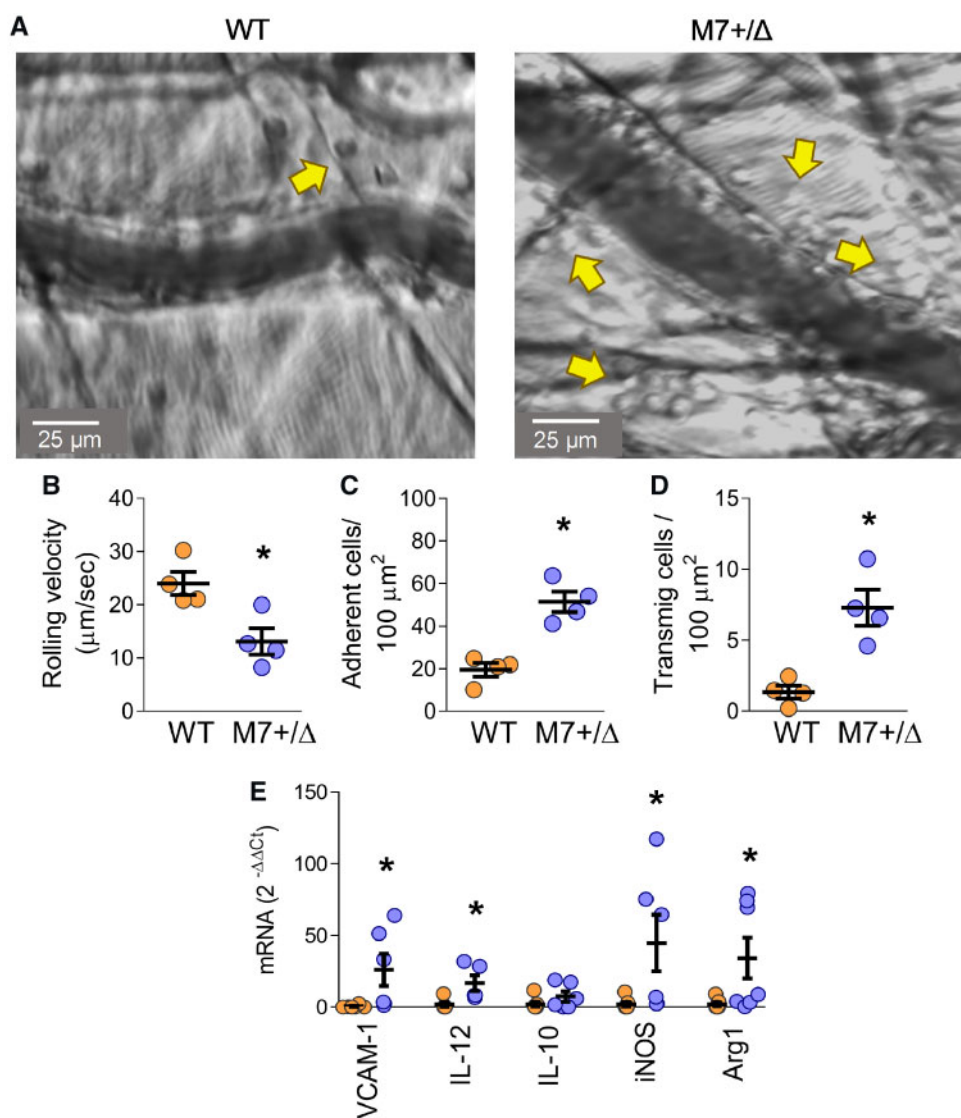 A
WT
M7+/Δ
25 μm
25 μm
B
Rolling velocity
(μm/sec)
40
30
20
10
0
*
WT
M7+/Δ
C
Adherent cells/
100 μm²
100
80
60
40
20
0
*
WT
M7+/Δ
D
Transmig cells /
100 μm²
15
10
5
0
*
WT
M7+/Δ
E
mRNA (2 ⁻ΔΔCt)
150
100
50
0
*
*
*
*
VCAM-1
IL-12
IL-10
iNOS
Arg1